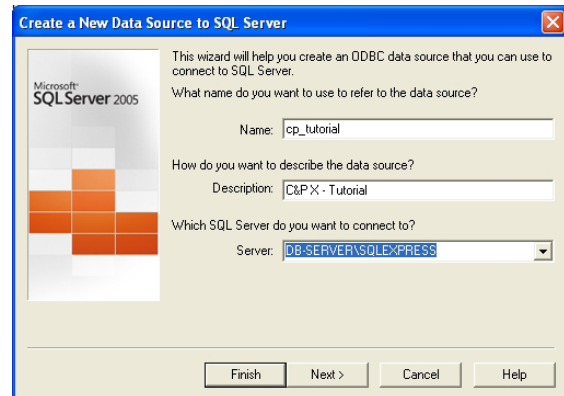 Create a New Data Source to SQL Server
Microsoft
SQL Server 2005
This wizard will help you create an ODBC data source that you can use to
connect to SQL Server.
What name do you want to use to refer to the data source?
Name: cp_tutorial
How do you want to describe the data source?
Description: C&P X - Tutorial
Which SQL Server do you want to connect to?
Server: DB-SERVER\SQLEXPRESS
Finish Next > Cancel Help